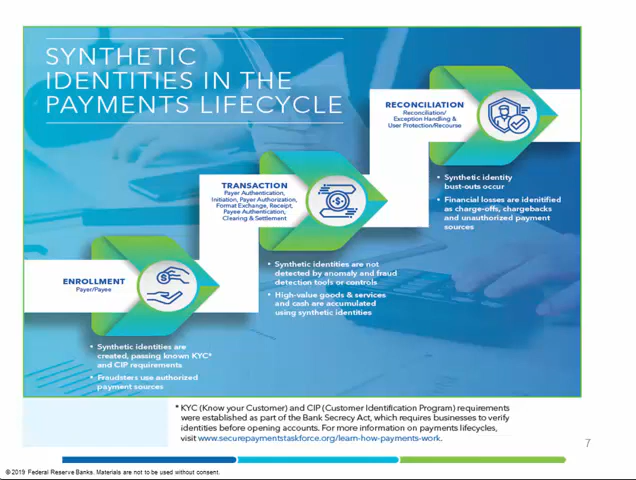 SYNTHETIC
IDENTITIES IN THE
PAYMENTS LIFECYCLE
ENROLLMENT
Payer/Payee
• Synthetic identities are
created, passing known KYC*
and CIP requirements
• Fraudsters use authorized
payment sources
TRANSACTION
Payer Authentication,
Initiation, Payer Authorization,
Format Exchange, Receipt,
Payee Authentication,
Clearing & Settlement
• Synthetic identities are not
detected by anomaly and fraud
detection tools or controls
• High-value goods & services
and cash are accumulated
using synthetic identities
RECONCILIATION
Reconciliation/
Exception Handling &
User Protection/Recourse
• Synthetic identity
bust-outs occur
• Financial losses are idenitified
as charge-offs, chargebacks
and unauthorized payment
sources
* KYC (Know your Customer) and CIP (Customer Identification Program) requirements
were established as part of the Bank Secrecy Act, which requires businesses to verify
identities before opening accounts. For more information on payments lifecycles,
visit www.securepaymentstaskforce.org/learn-how-payments-work.
7
© 2019 Federal Reserve Banks. Materials are not to be used without consent.